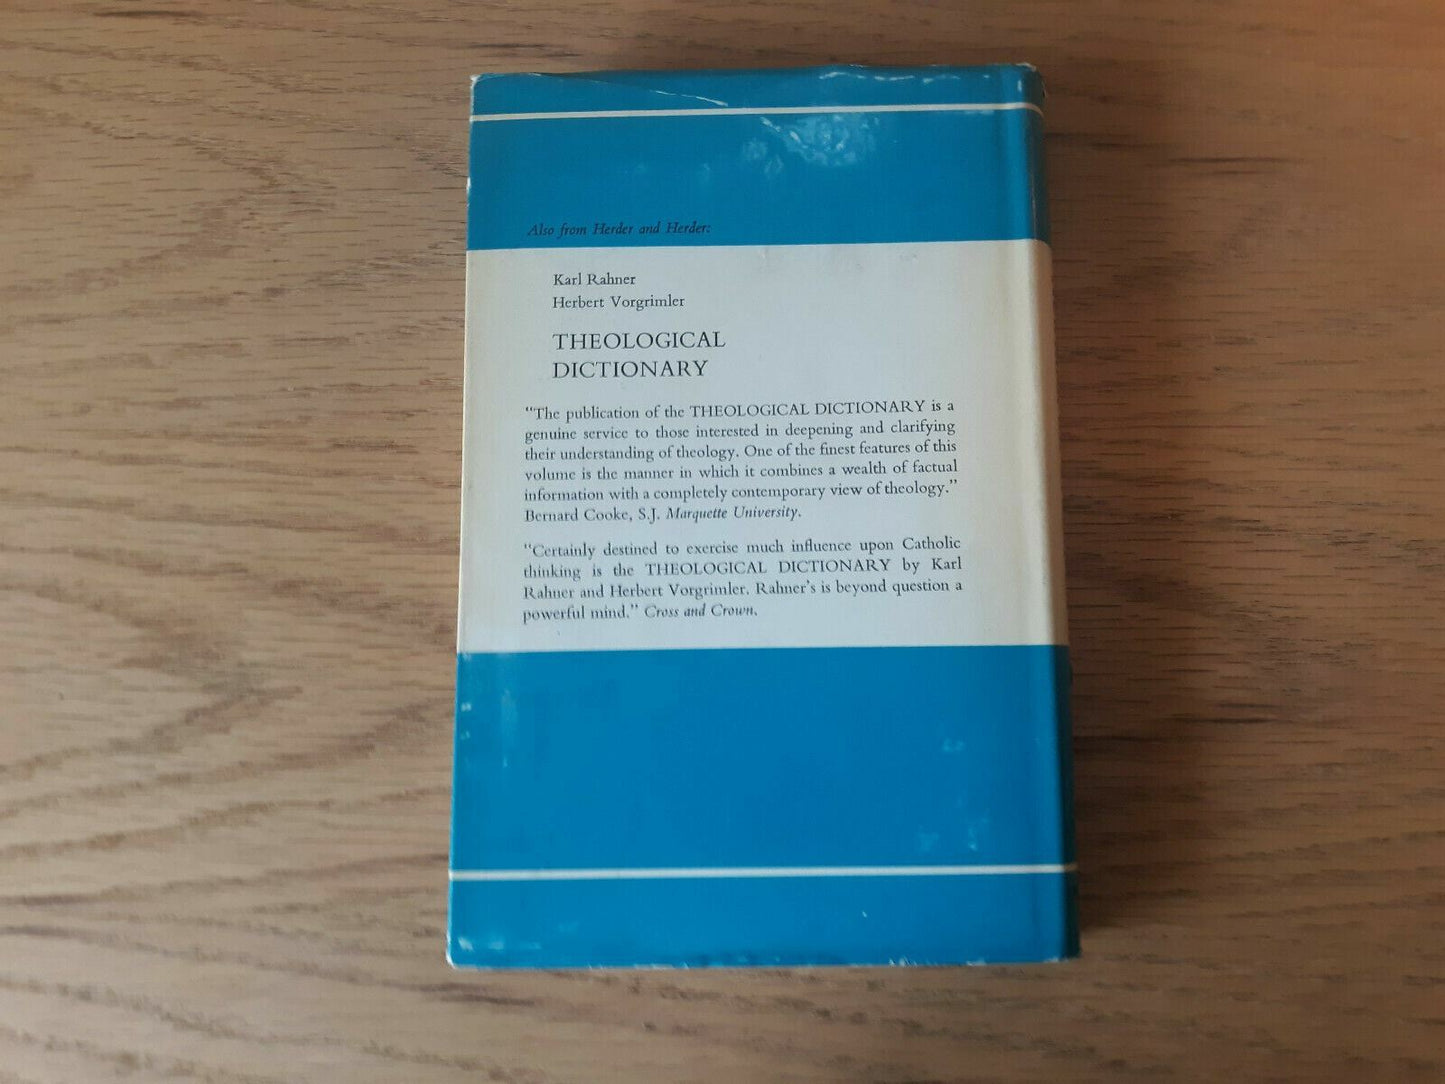 Also from Herder and Herder:
Karl Rahner
Herbert Vorgrimler
THEOLOGICAL
DICTIONARY
“The publication of the THEOLOGICAL DICTIONARY is a
genuine service to those interested in deepening and clarifying
their understanding of theology. One of the finest features of this
volume is the manner in which it combines a wealth of factual
information with a completely contemporary view of theology.”
Bernard Cooke, S.J. Marquette University.
“Certainly destined to exercise much influence upon Catholic
thinking is the THEOLOGICAL DICTIONARY by Karl
Rahner and Herbert Vorgrimler. Rahner’s is beyond question a
powerful mind.” Cross and Crown.